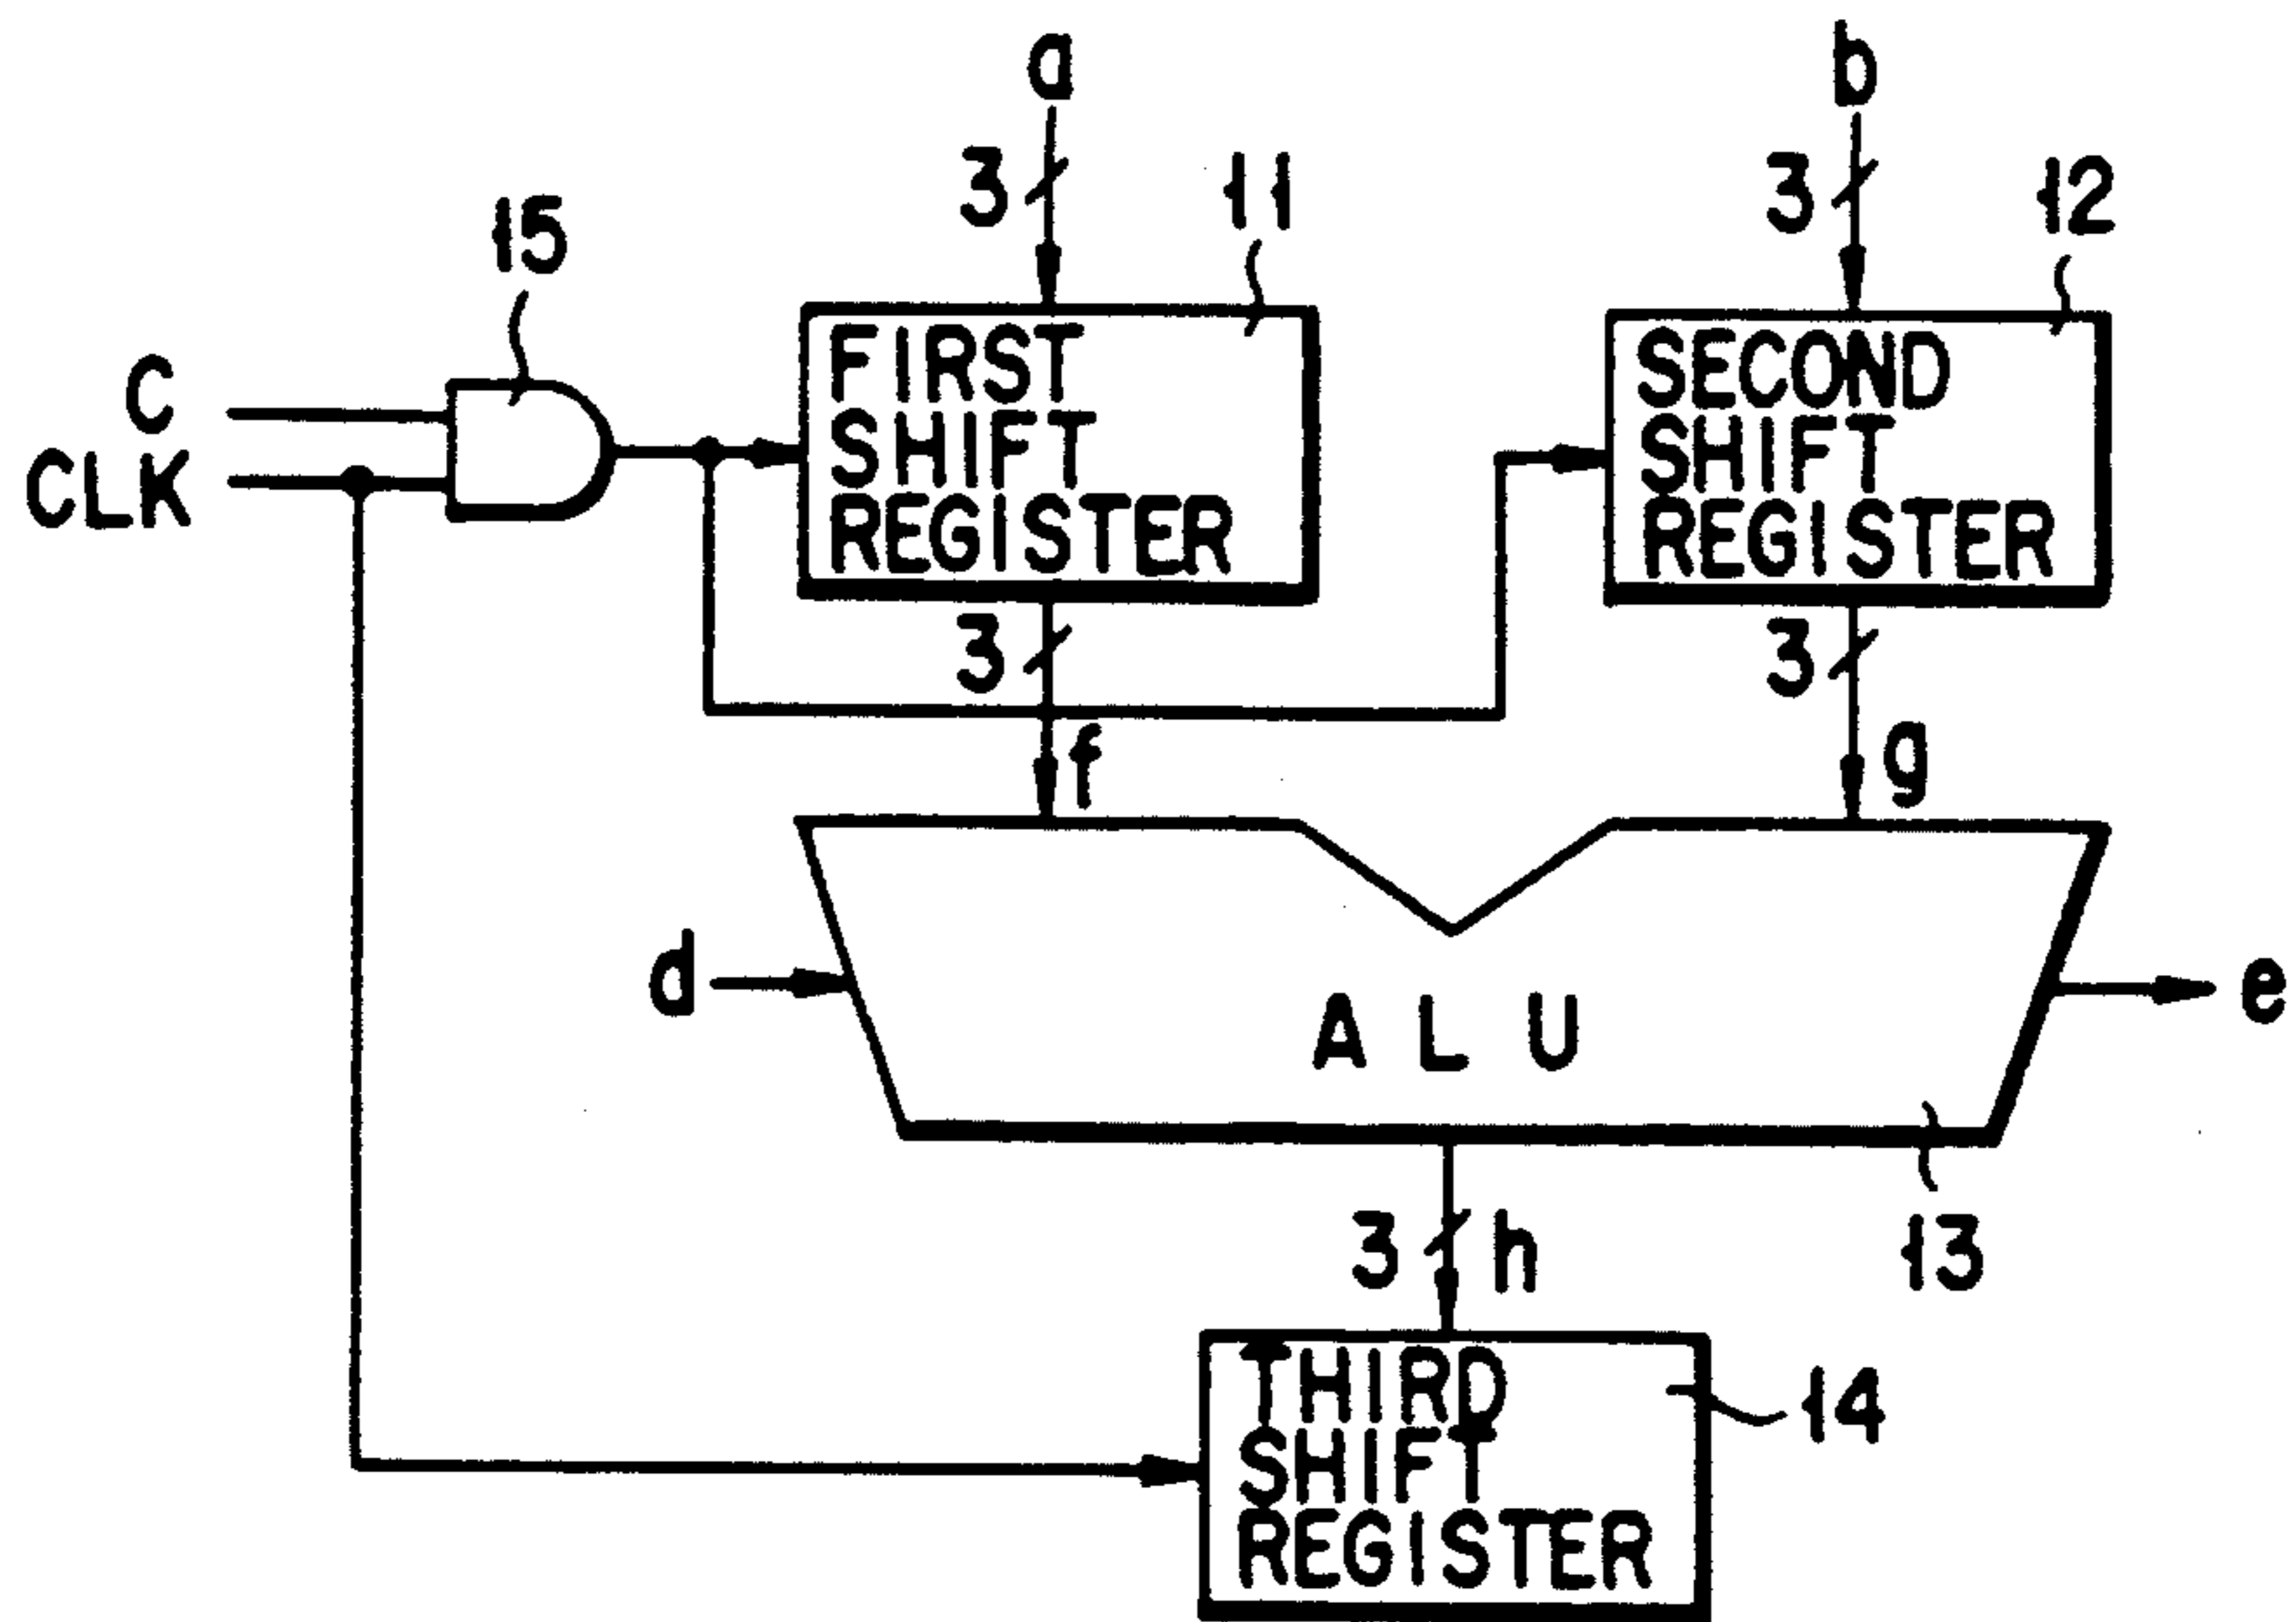 a
b
3
11
3
12
15
C
CLK
FIRST
SHIFT
REGISTER
SECOND
SHIFT
REGISTER
3
3
f
g
d
ALU
e
3
h
13
THIRD
SHIFT
REGISTER
14